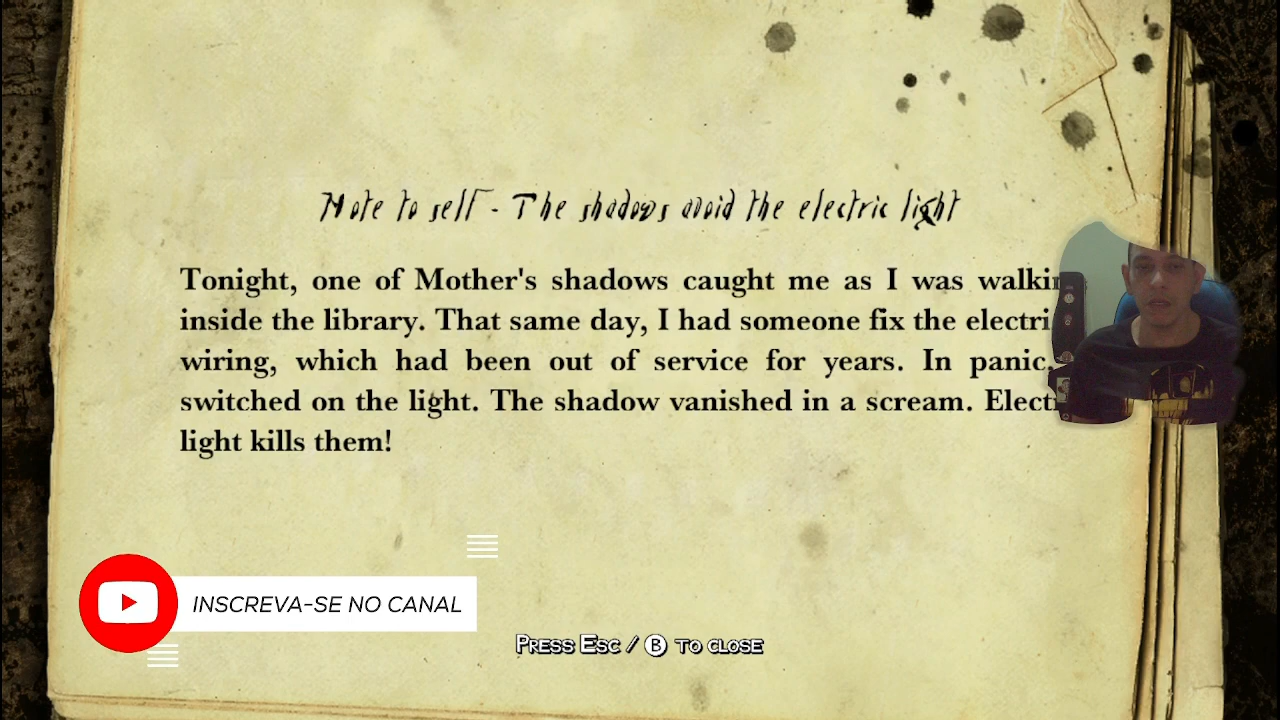 Note to self - The shadows avoid the electric light
Tonight, one of Mother's shadows caught me as I was
inside the library. That same day, I had someone fix the
wiring, which had been out of service for years. In panic.
switched on the light. The shadow vanished in a scream.
light kills them!
INSCREVA-SE NO CANAL
PRESS ESC / B TO CLOSE